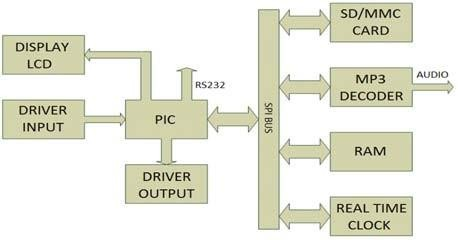 DISPLAY
LCD
DRIVER
INPUT
RS232
PIC
DRIVER
OUTPUT
SPI BUS
SD/MMC
CARD
MP3
DECODER
AUDIO
RAM
REAL TIME
CLOCK